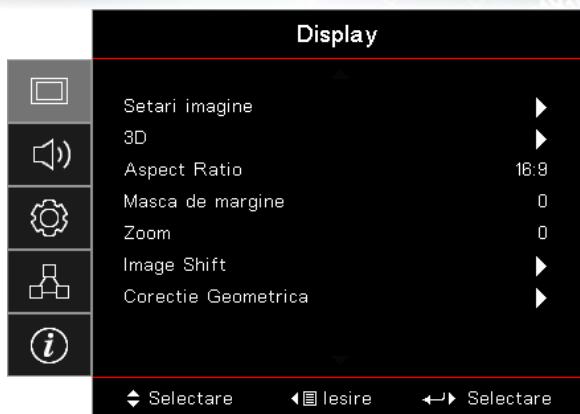 Display
Setari imagine
3D
Aspect Ratio 16:9
Masca de margine 0
Zoom 0
Image Shift
Corectie Geometrica
Selectare Iesire Selectare